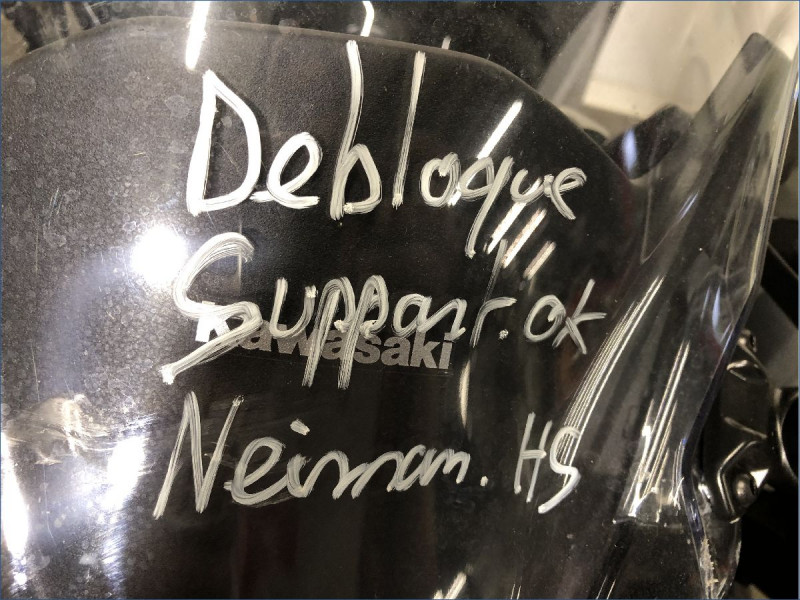 Debloque
Support. ok
Kawasaki
Neiman. HS